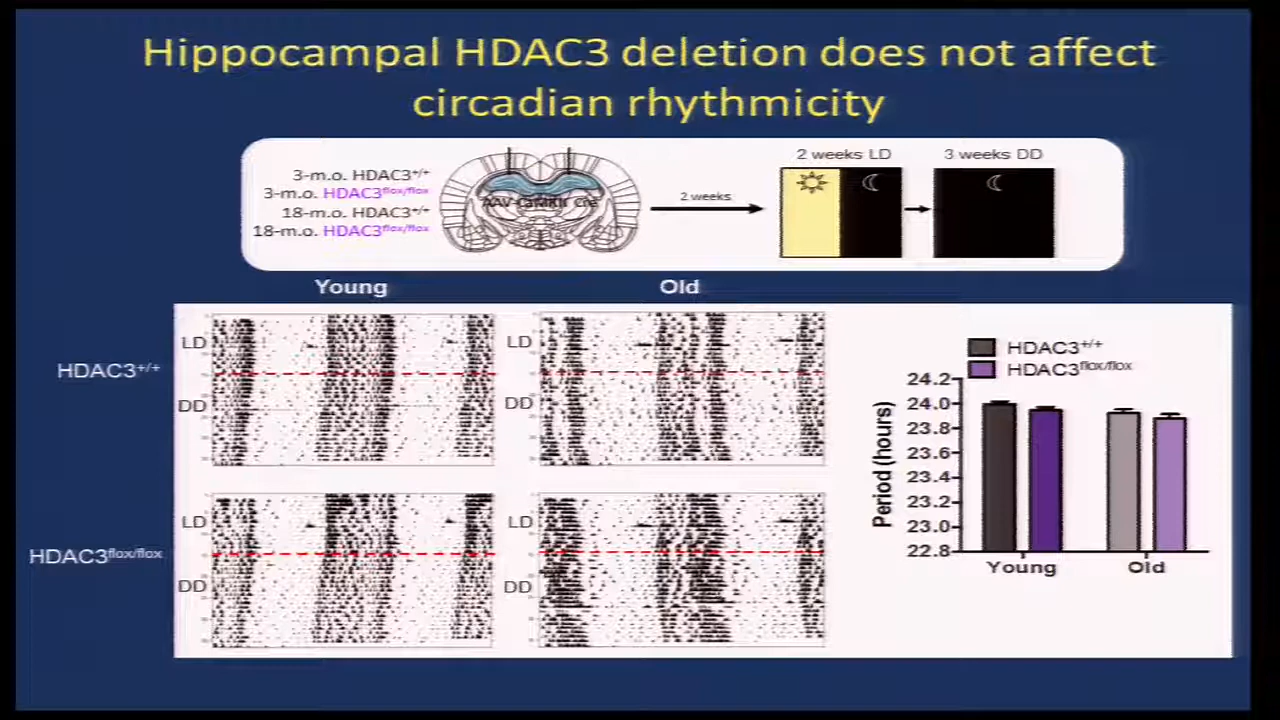 Hippocampal HDAC3 deletion does not affect
circadian rhythmicity
3-m.o. HDAC3+/+
3-m.o. HDAC3flox/flox
18-m.o. HDAC3+/+
18-m.o. HDAC3flox/flox
AAV-CaMKII Cre
2 weeks
2 weeks LD
3 weeks DD
Young
Old
HDAC3+/+
LD
DD
LD
DD
HDAC3flox/flox
LD
DD
LD
DD
HDAC3+/+
HDAC3flox/flox
Period (hours)
24.2
24.0
23.8
23.6
23.4
23.2
23.0
22.8
Young
Old